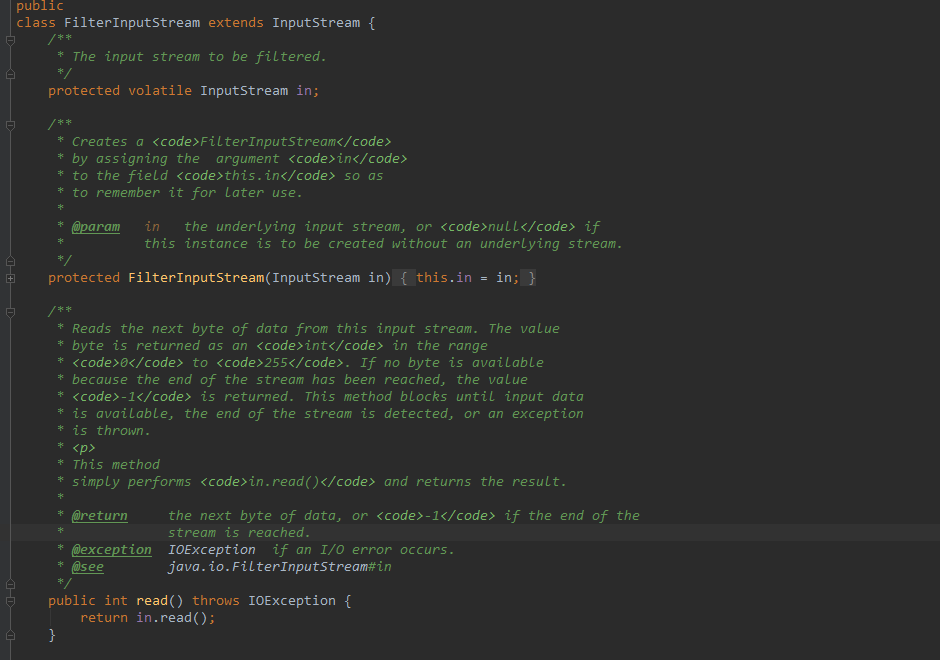 public
class FilterInputStream extends InputStream {
    /**
     * The input stream to be filtered.
     */
    protected volatile InputStream in;

    /**
     * Creates a <code>FilterInputStream</code>
     * by assigning the  argument <code>in</code>
     * to the field <code>this.in</code> so as
     * to remember it for later use.
     *
     * @param   in   the underlying input stream, or <code>null</code> if
     *          this instance is to be created without an underlying stream.
     */
    protected FilterInputStream(InputStream in) { this.in = in; }

    /**
     * Reads the next byte of data from this input stream. The value
     * byte is returned as an <code>int</code> in the range
     * <code>0</code> to <code>255</code>. If no byte is available
     * because the end of the stream has been reached, the value
     * <code>-1</code> is returned. This method blocks until input data
     * is available, the end of the stream is detected, or an exception
     * is thrown.
     * <p>
     * This method
     * simply performs <code>in.read()</code> and returns the result.
     *
     * @return     the next byte of data, or <code>-1</code> if the end of the
     *             stream is reached.
     * @exception  IOException  if an I/O error occurs.
     * @see        java.io.FilterInputStream#in
     */
    public int read() throws IOException {
        return in.read();
    }